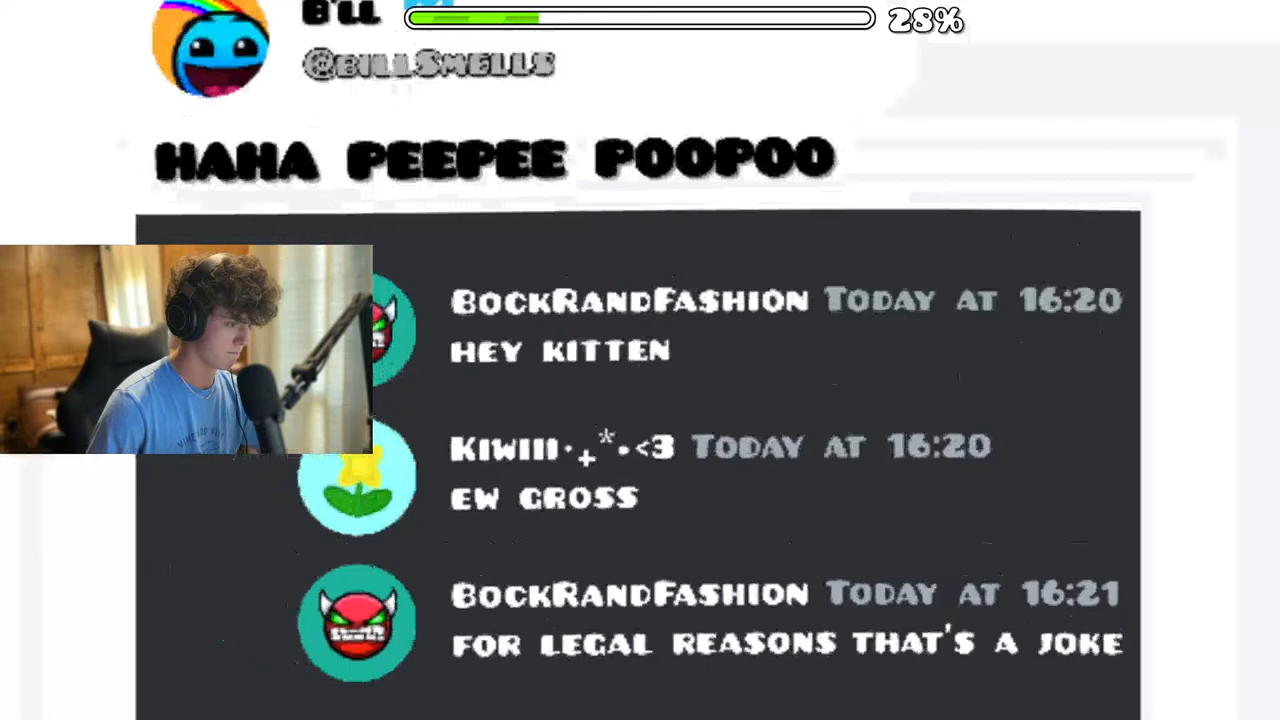 B'LL
28%
@BILLSMELLS
HAHA PEEPEE POOPOO
BOCKRANDFASHION TODAY AT 16:20
HEY KITTEN
KIWIII·₊*•<3 TODAY AT 16:20
EW GROSS
BOCKRANDFASHION TODAY AT 16:21
FOR LEGAL REASONS THAT'S A JOKE